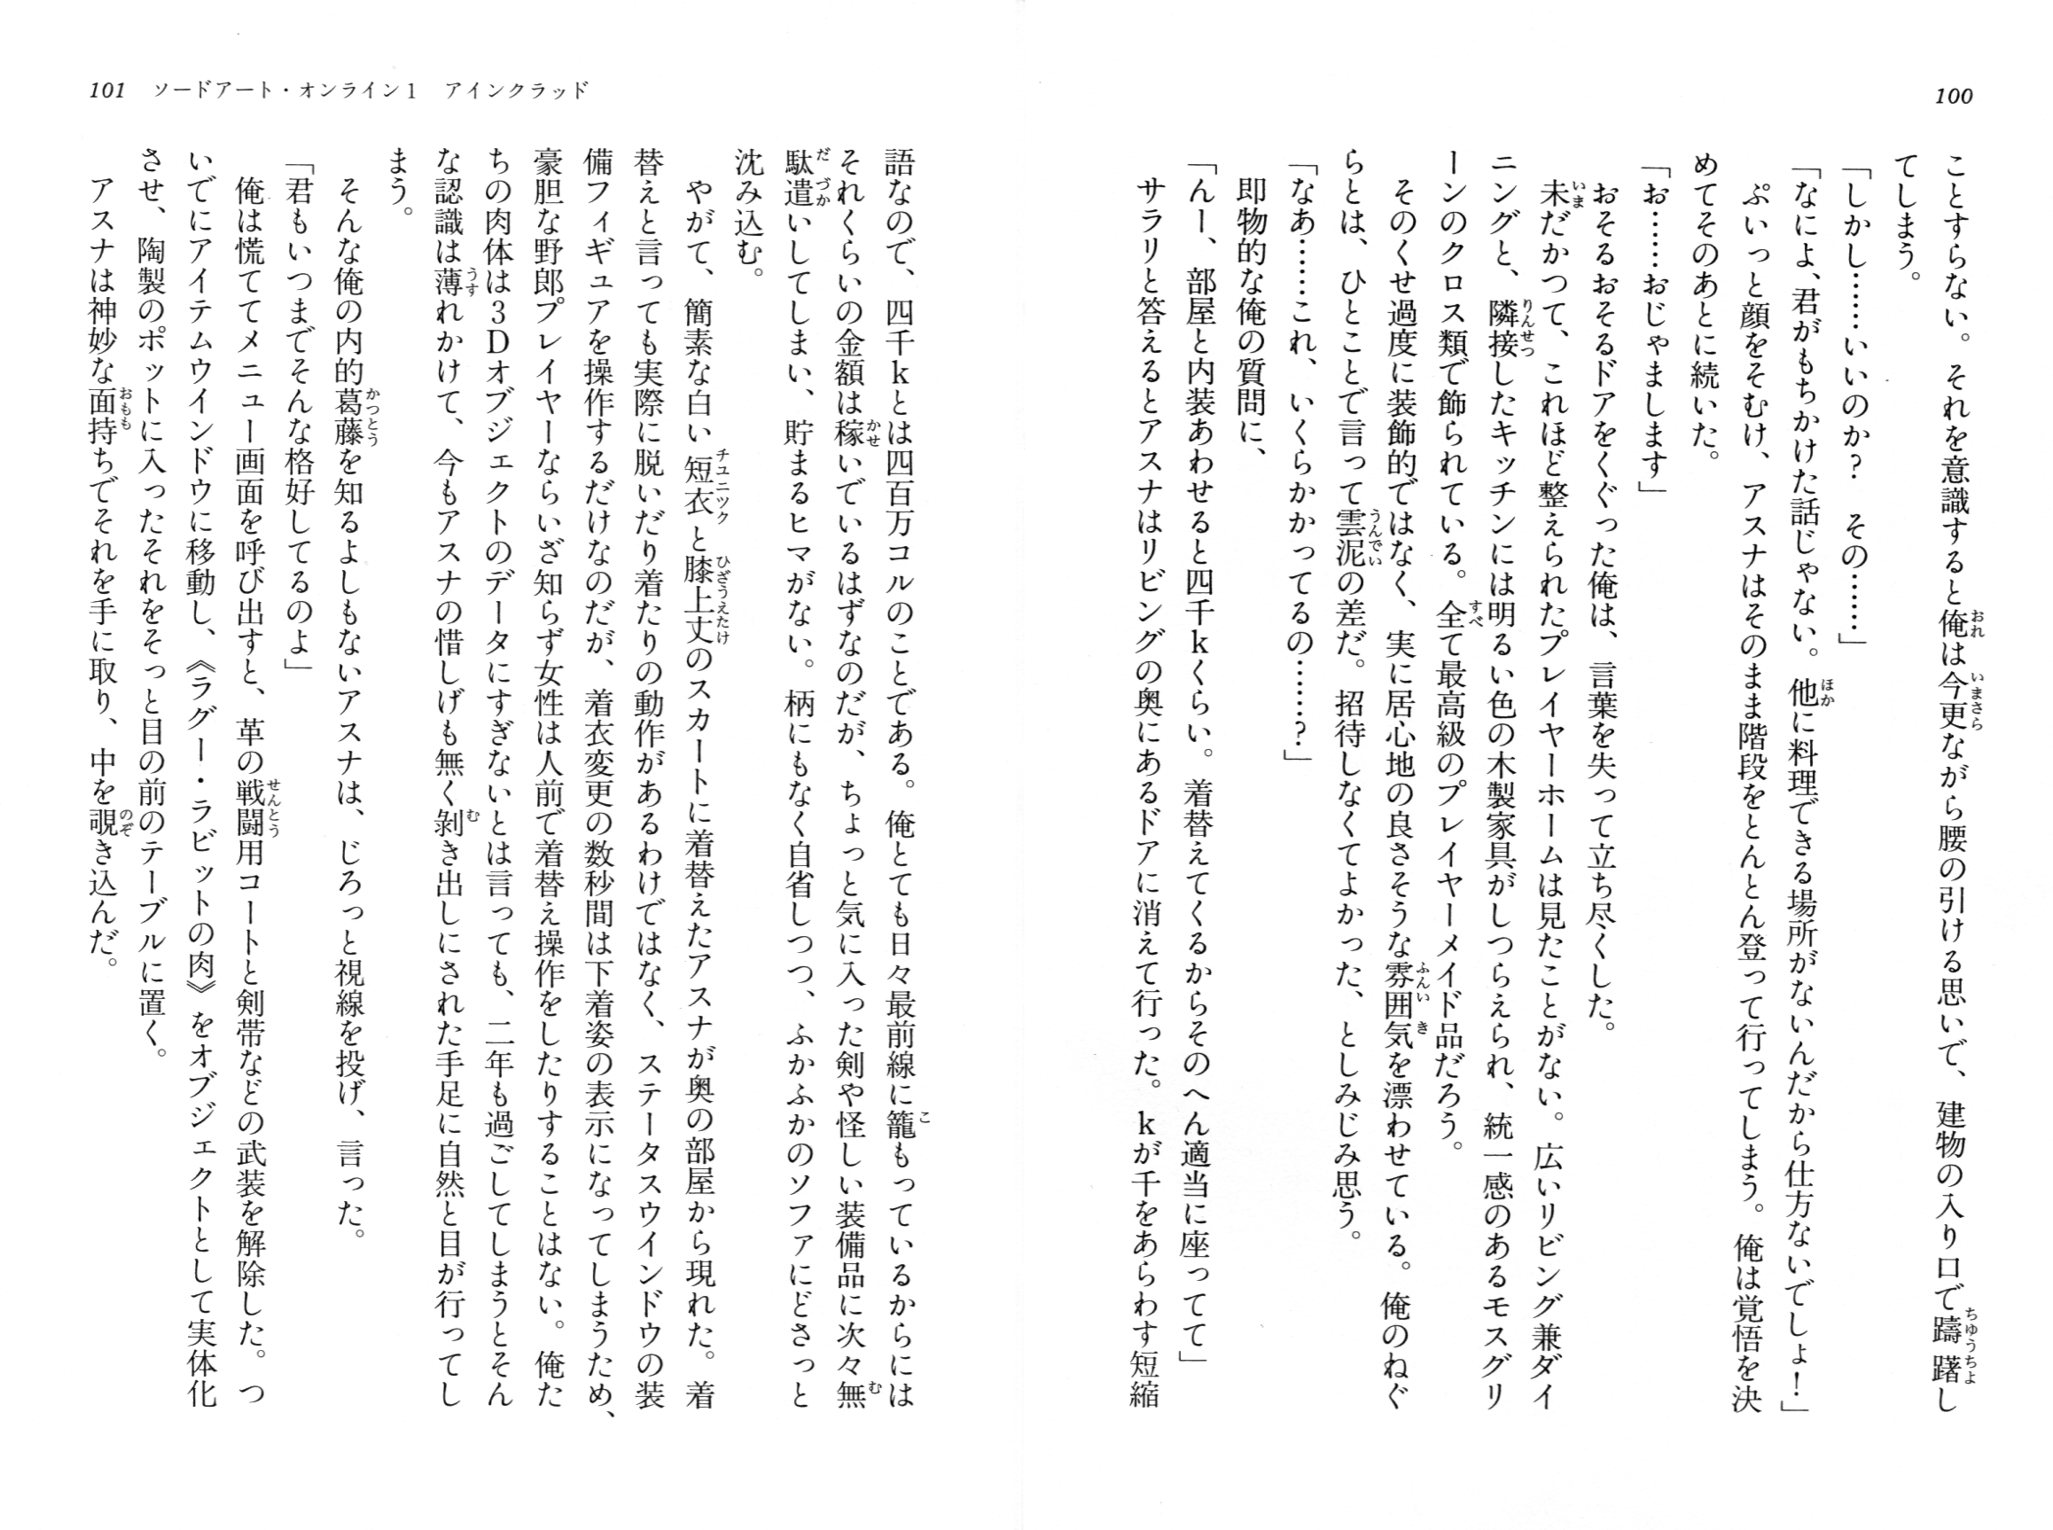 100
ことすらない。それを意識すると俺は今更ながら腰の引ける思いで、建物の入り口で躊躇し
てしまう。
「しかし……いいのか？　その……」
「なによ、君がもちかけた話じゃない。他に料理できる場所がないんだから仕方ないでしょ！」
ぷいっと顔をそむけ、アスナはそのまま階段をとんとん登って行ってしまう。俺は覚悟を決
めてそのあとに続いた。
「お……おじゃまします」
おそるおそるドアをくぐった俺は、言葉を失って立ち尽くした。
未だかつて、これほど整えられたプレイヤーホームは見たことがない。広いリビング兼ダイ
ニングと、隣接したキッチンには明るい色の木製家具がしつらえられ、統一感のあるモスグリ
ーンのクロス類で飾られている。全て最高級のプレイヤーメイド品だろう。
そのくせ過度に装飾的ではなく、実に居心地の良さそうな雰囲気を漂わせている。俺のねぐ
らとは、ひとことで言って雲泥の差だ。招待しなくてよかった、としみじみ思う。
「なあ……これ、いくらかかってるの……？」
即物的な俺の質問に、
「んー、部屋と内装あわせると四千kくらい。着替えてくるからそのへん適当に座ってて」
サラリと答えるとアスナはリビングの奥にあるドアに消えて行った。kが千をあらわす短縮
101　ソードアート・オンライン1　アインクラッド
語なので、四千kとは四百万コルのことである。俺とても日々最前線に籠もっているからには
それくらいの金額は稼いでいるはずなのだが、ちょっと気に入った剣や怪しい装備品に次々無
駄遣いしてしまい、貯まるヒマがない。柄にもなく自省しつつ、ふかふかのソファにどさっと
沈み込む。
やがて、簡素な白い短衣と膝上丈のスカートに着替えたアスナが奥の部屋から現れた。着
替えと言っても実際に脱いだり着たりの動作があるわけではなく、ステータスウインドウの装
備フィギュアを操作するだけなのだが、着衣変更の数秒間は下着姿の表示になってしまうため、
豪胆な野郎プレイヤーならいざ知らず女性は人前で着替え操作をしたりすることはない。俺た
ちの肉体は3Dオブジェクトのデータにすぎないとは言っても、二年も過ごしてしまうとそん
な認識は薄れかけて、今もアスナの惜しげも無く剝き出しにされた手足に自然と目が行ってし
まう。
そんな俺の内的葛藤を知るよしもないアスナは、じろっと視線を投げ、言った。
「君もいつまでそんな格好してるのよ」
俺は慌ててメニュー画面を呼び出すと、革の戦闘用コートと剣帯などの武装を解除した。つ
いでにアイテムウインドウに移動し、《ラグー・ラビットの肉》をオブジェクトとして実体化
させ、陶製のポットに入ったそれをそっと目の前のテーブルに置く。
アスナは神妙な面持ちでそれを手に取り、中を覗き込んだ。